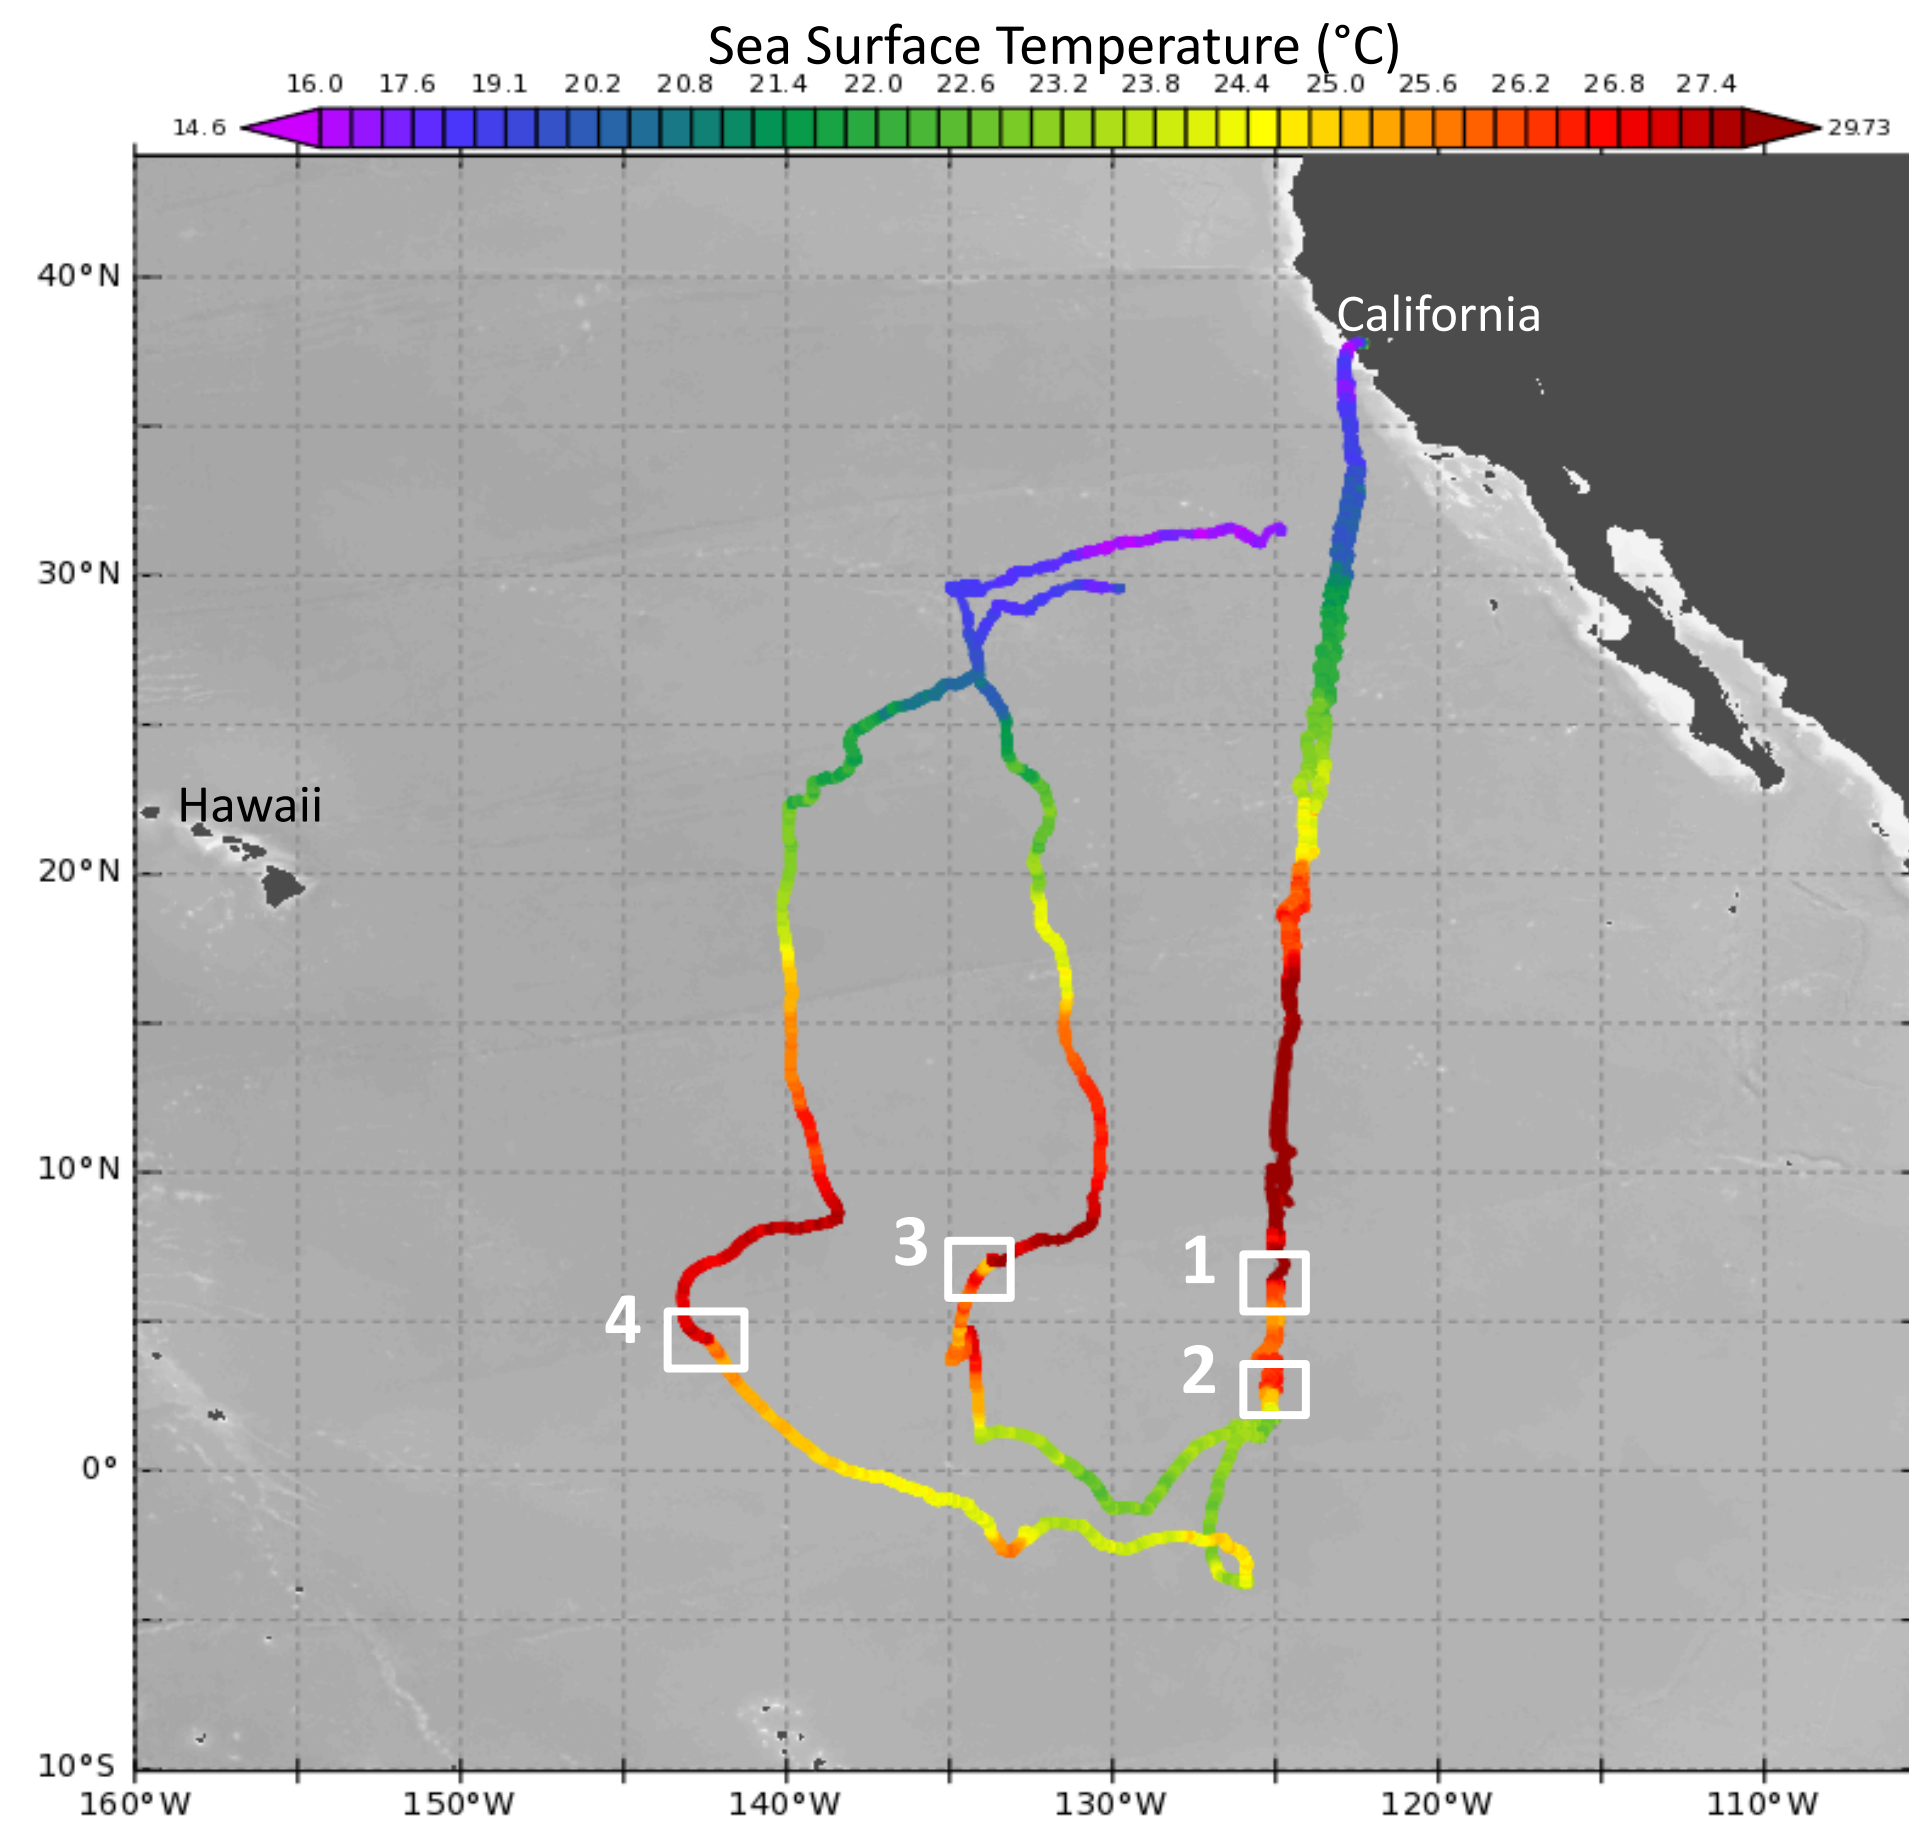 Sea Surface Temperature (°C)
16.0 17.6 19.1 20.2 20.8 21.4 22.0 22.6 23.2 23.8 24.4 25.0 25.6 26.2 26.8 27.4
14.6 29.73
40°N
California
30°N
Hawaii
20°N
10°N
3
1
4
2
0°
10°S
160°W 150°W 140°W 130°W 120°W 110°W